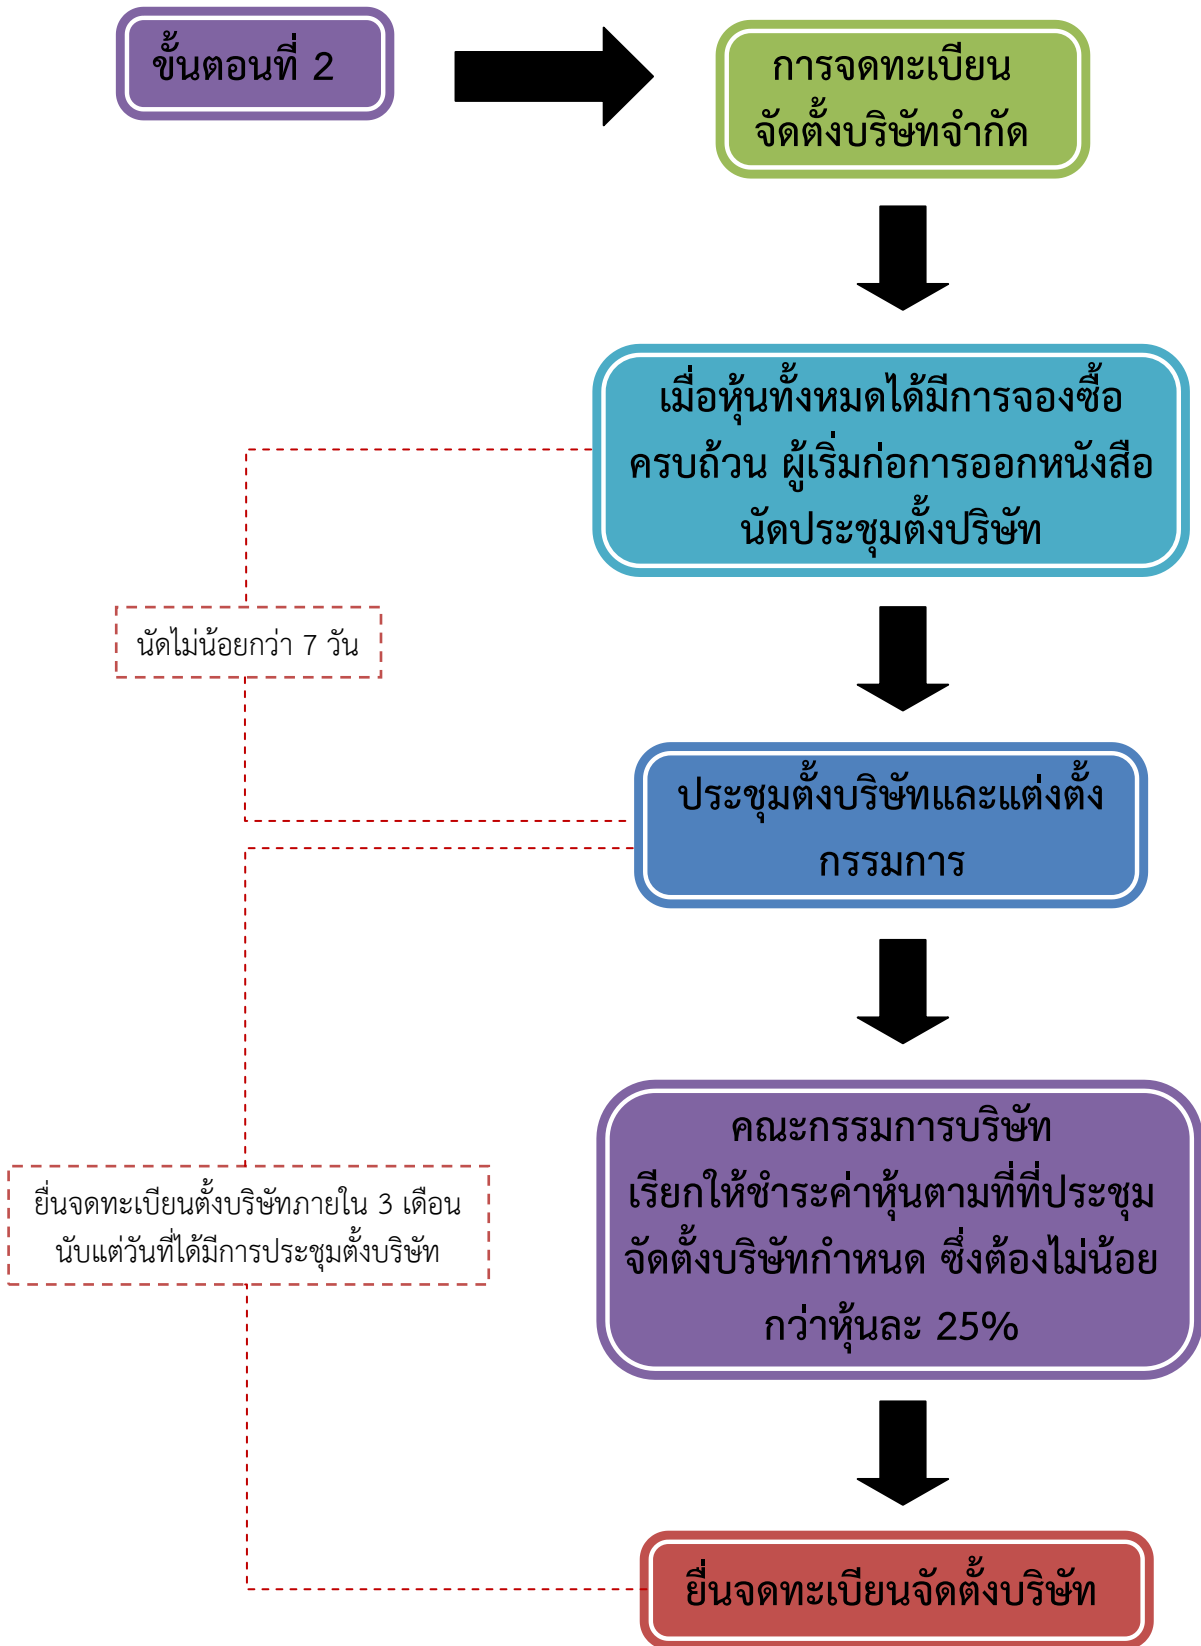 ขั้นตอนที่ 2
การจดทะเบียน
จัดตั้งบริษัทจำกัด
เมื่อหุ้นทั้งหมดได้มีการจองซื้อ
ครบถ้วน ผู้เริ่มก่อการออกหนังสือ
นัดประชุมตั้งปริษัท
นัดไม่น้อยกว่า 7 วัน
ประชุมตั้งบริษัทและแต่งตั้ง
กรรมการ
คณะกรรมการบริษัท
เรียกให้ชำระค่าหุ้นตามที่ที่ประชุม
จัดตั้งบริษัทกำหนด ซึ่งต้องไม่น้อย
กว่าหุ้นละ 25%
ยื่นจดทะเบียนตั้งบริษัทภายใน 3 เดือน
นับแต่วันที่ได้มีการประชุมตั้งบริษัท
ยื่นจดทะเบียนจัดตั้งบริษัท